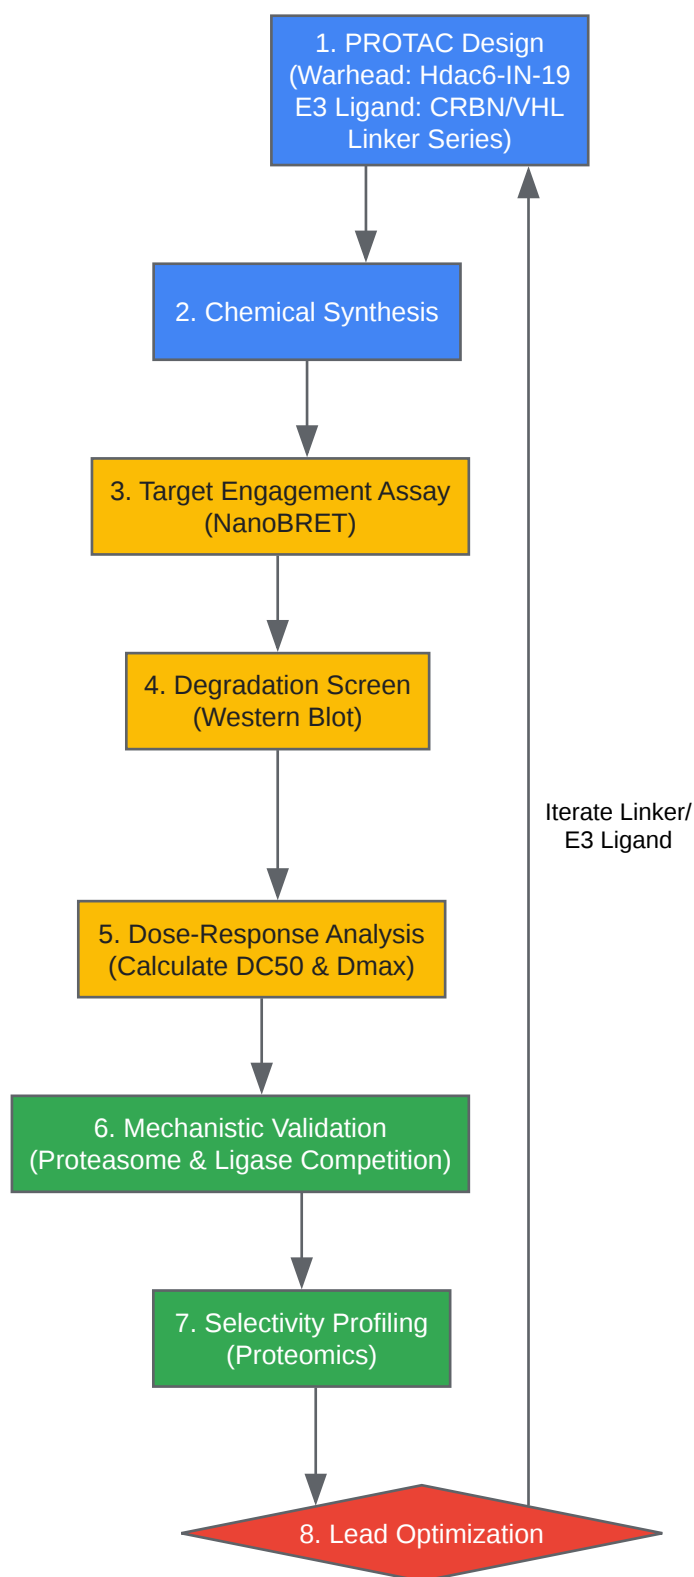 1. PROTAC Design
(Warhead: Hdac6-IN-19
E3 Ligand: CRBN/VHL
Linker Series)
2. Chemical Synthesis
3. Target Engagement Assay
(NanoBRET)
4. Degradation Screen
(Western Blot)
Iterate Linker/
E3 Ligand
5. Dose-Response Analysis
(Calculate DC50 & Dmax)
6. Mechanistic Validation
(Proteasome & Ligase Competition)
7. Selectivity Profiling
(Proteomics)
8. Lead Optimization